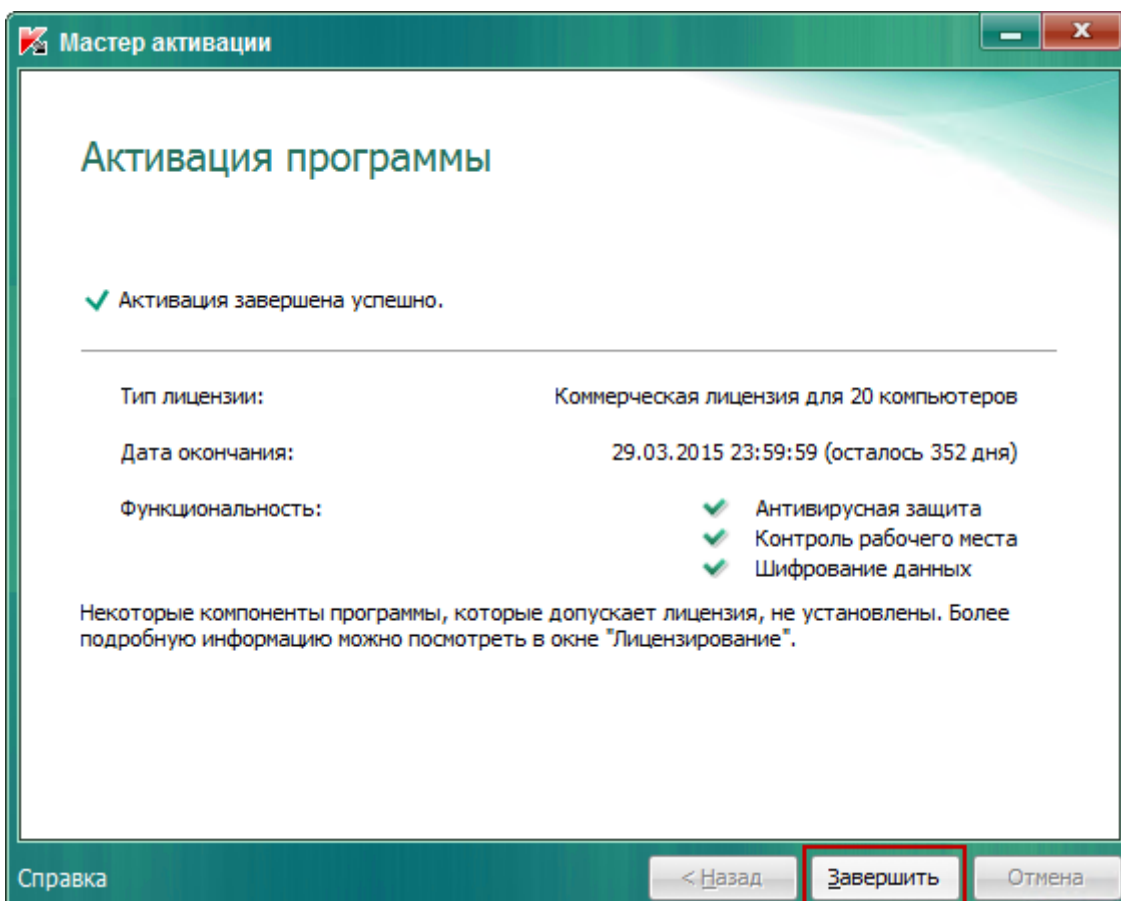 Мастер активации
Активация программы
Активация завершена успешно.
Тип лицензии: Коммерческая лицензия для 20 компьютеров
Дата окончания: 29.03.2015 23:59:59 (осталось 352 дня)
Функциональность: Антивирусная защита
Контроль рабочего места
Шифрование данных
Некоторые компоненты программы, которые допускает лицензия, не установлены. Более
подробную информацию можно посмотреть в окне "Лицензирование".
Справка < Назад Завершить Отмена